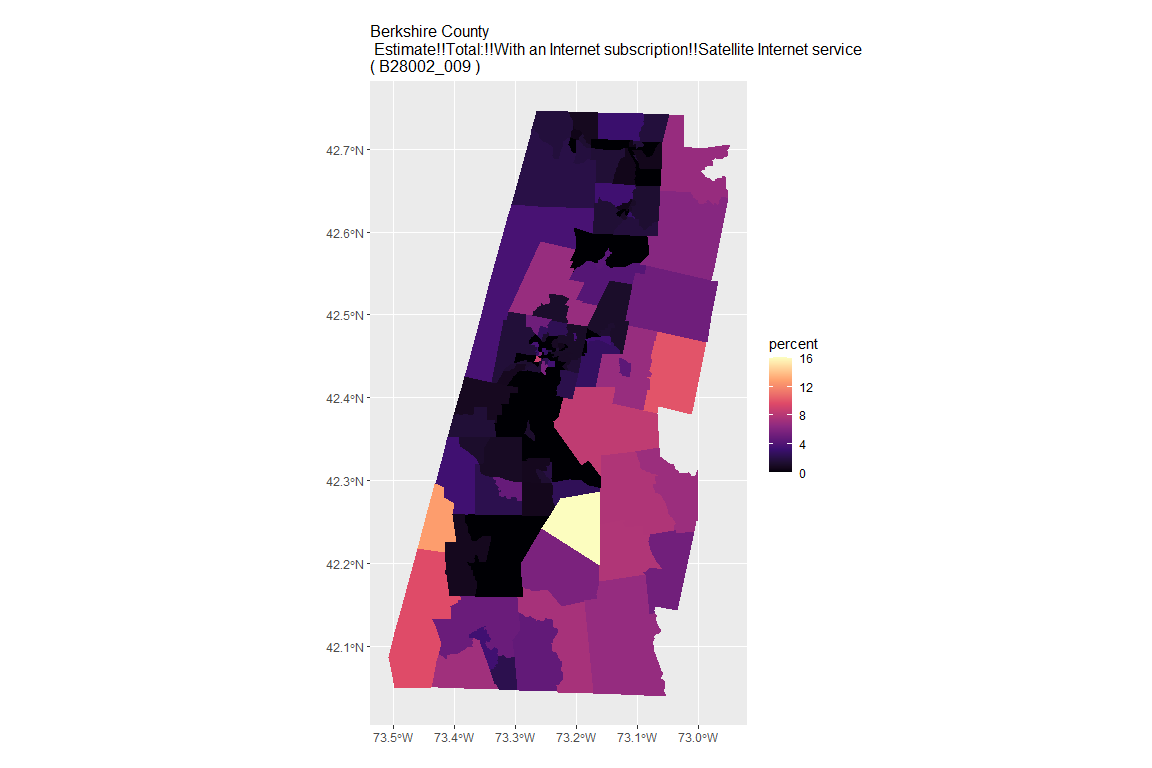 Berkshire County
Estimate!!Total:!!With an Internet subscription!!Satellite Internet service
( B28002_009 )
42.7°N
42.6°N
42.5°N
42.4°N
42.3°N
42.2°N
42.1°N
73.5°W 73.4°W 73.3°W 73.2°W 73.1°W 73.0°W
percent
16
12
8
4
0